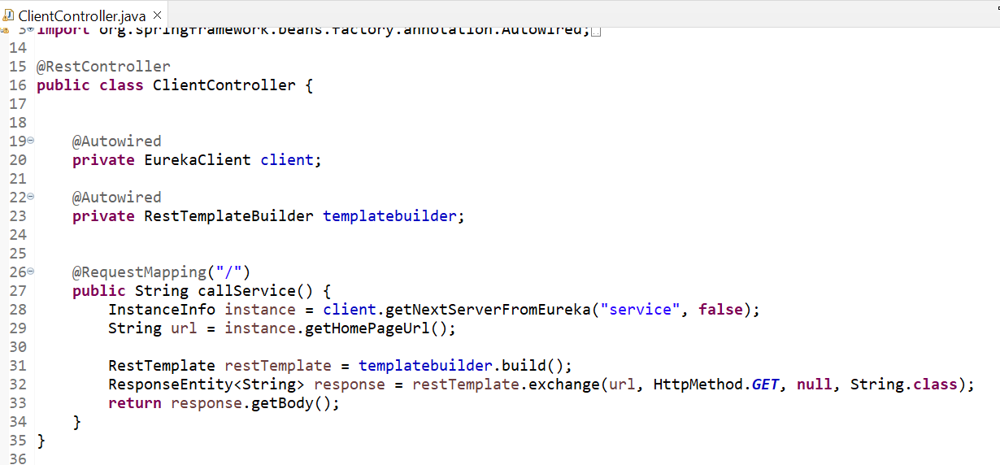 ClientController.java
3 import org.springframework.beans.factory.annotation.Autowired;
14
15 @RestController
16 public class ClientController {
17
18
19 @Autowired
20 private EurekaClient client;
21
22 @Autowired
23 private RestTemplateBuilder templatebuilder;
24
25
26 @RequestMapping("/")
27 public String callService() {
28 InstanceInfo instance = client.getNextServerFromEureka("service", false);
29 String url = instance.getHomePageUrl();
30
31 RestTemplate restTemplate = templatebuilder.build();
32 ResponseEntity<String> response = restTemplate.exchange(url, HttpMethod.GET, null, String.class);
33 return response.getBody();
34 }
35 }
36